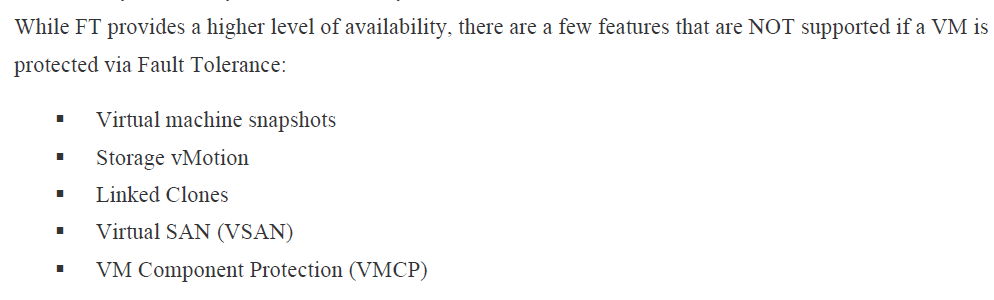 While FT provides a higher level of availability, there are a few features that are NOT supported if a VM is
protected via Fault Tolerance:
▪ Virtual machine snapshots
▪ Storage vMotion
▪ Linked Clones
▪ Virtual SAN (VSAN)
▪ VM Component Protection (VMCP)